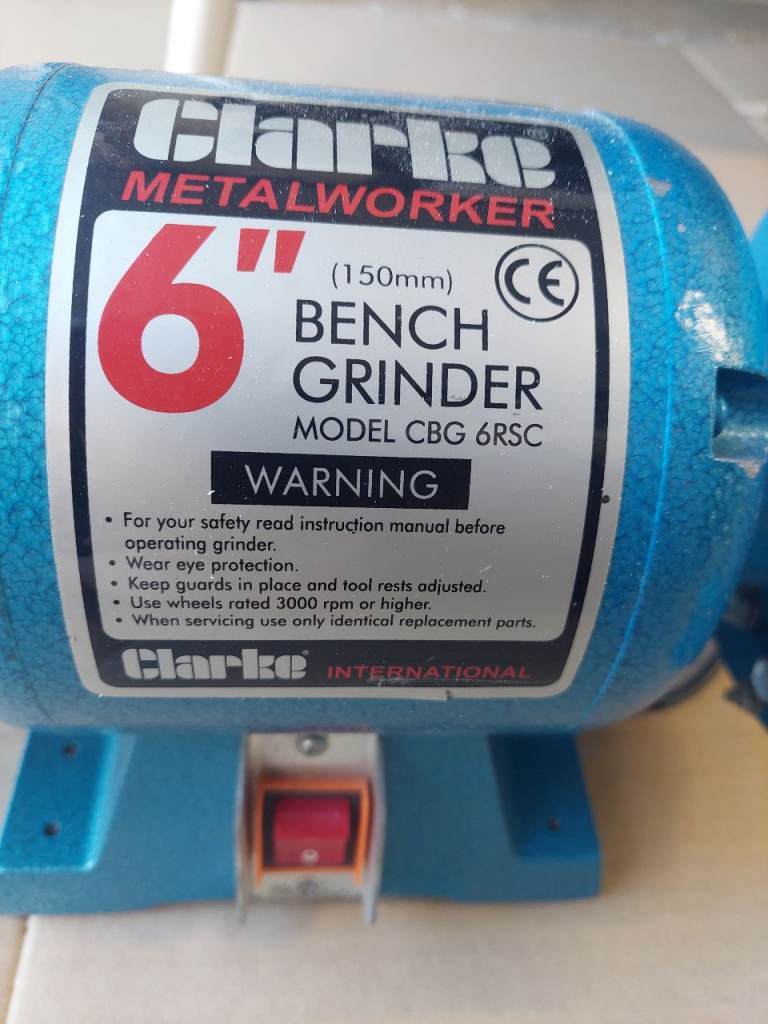 Clarke®
METALWORKER
6"
(150mm)
CE
BENCH
GRINDER
MODEL CBG 6RSC
WARNING
• For your safety read instruction manual before
operating grinder.
• Wear eye protection.
• Keep guards in place and tool rests adjusted.
• Use wheels rated 3000 rpm or higher.
• When servicing use only identical replacement parts.
Clarke® INTERNATIONAL